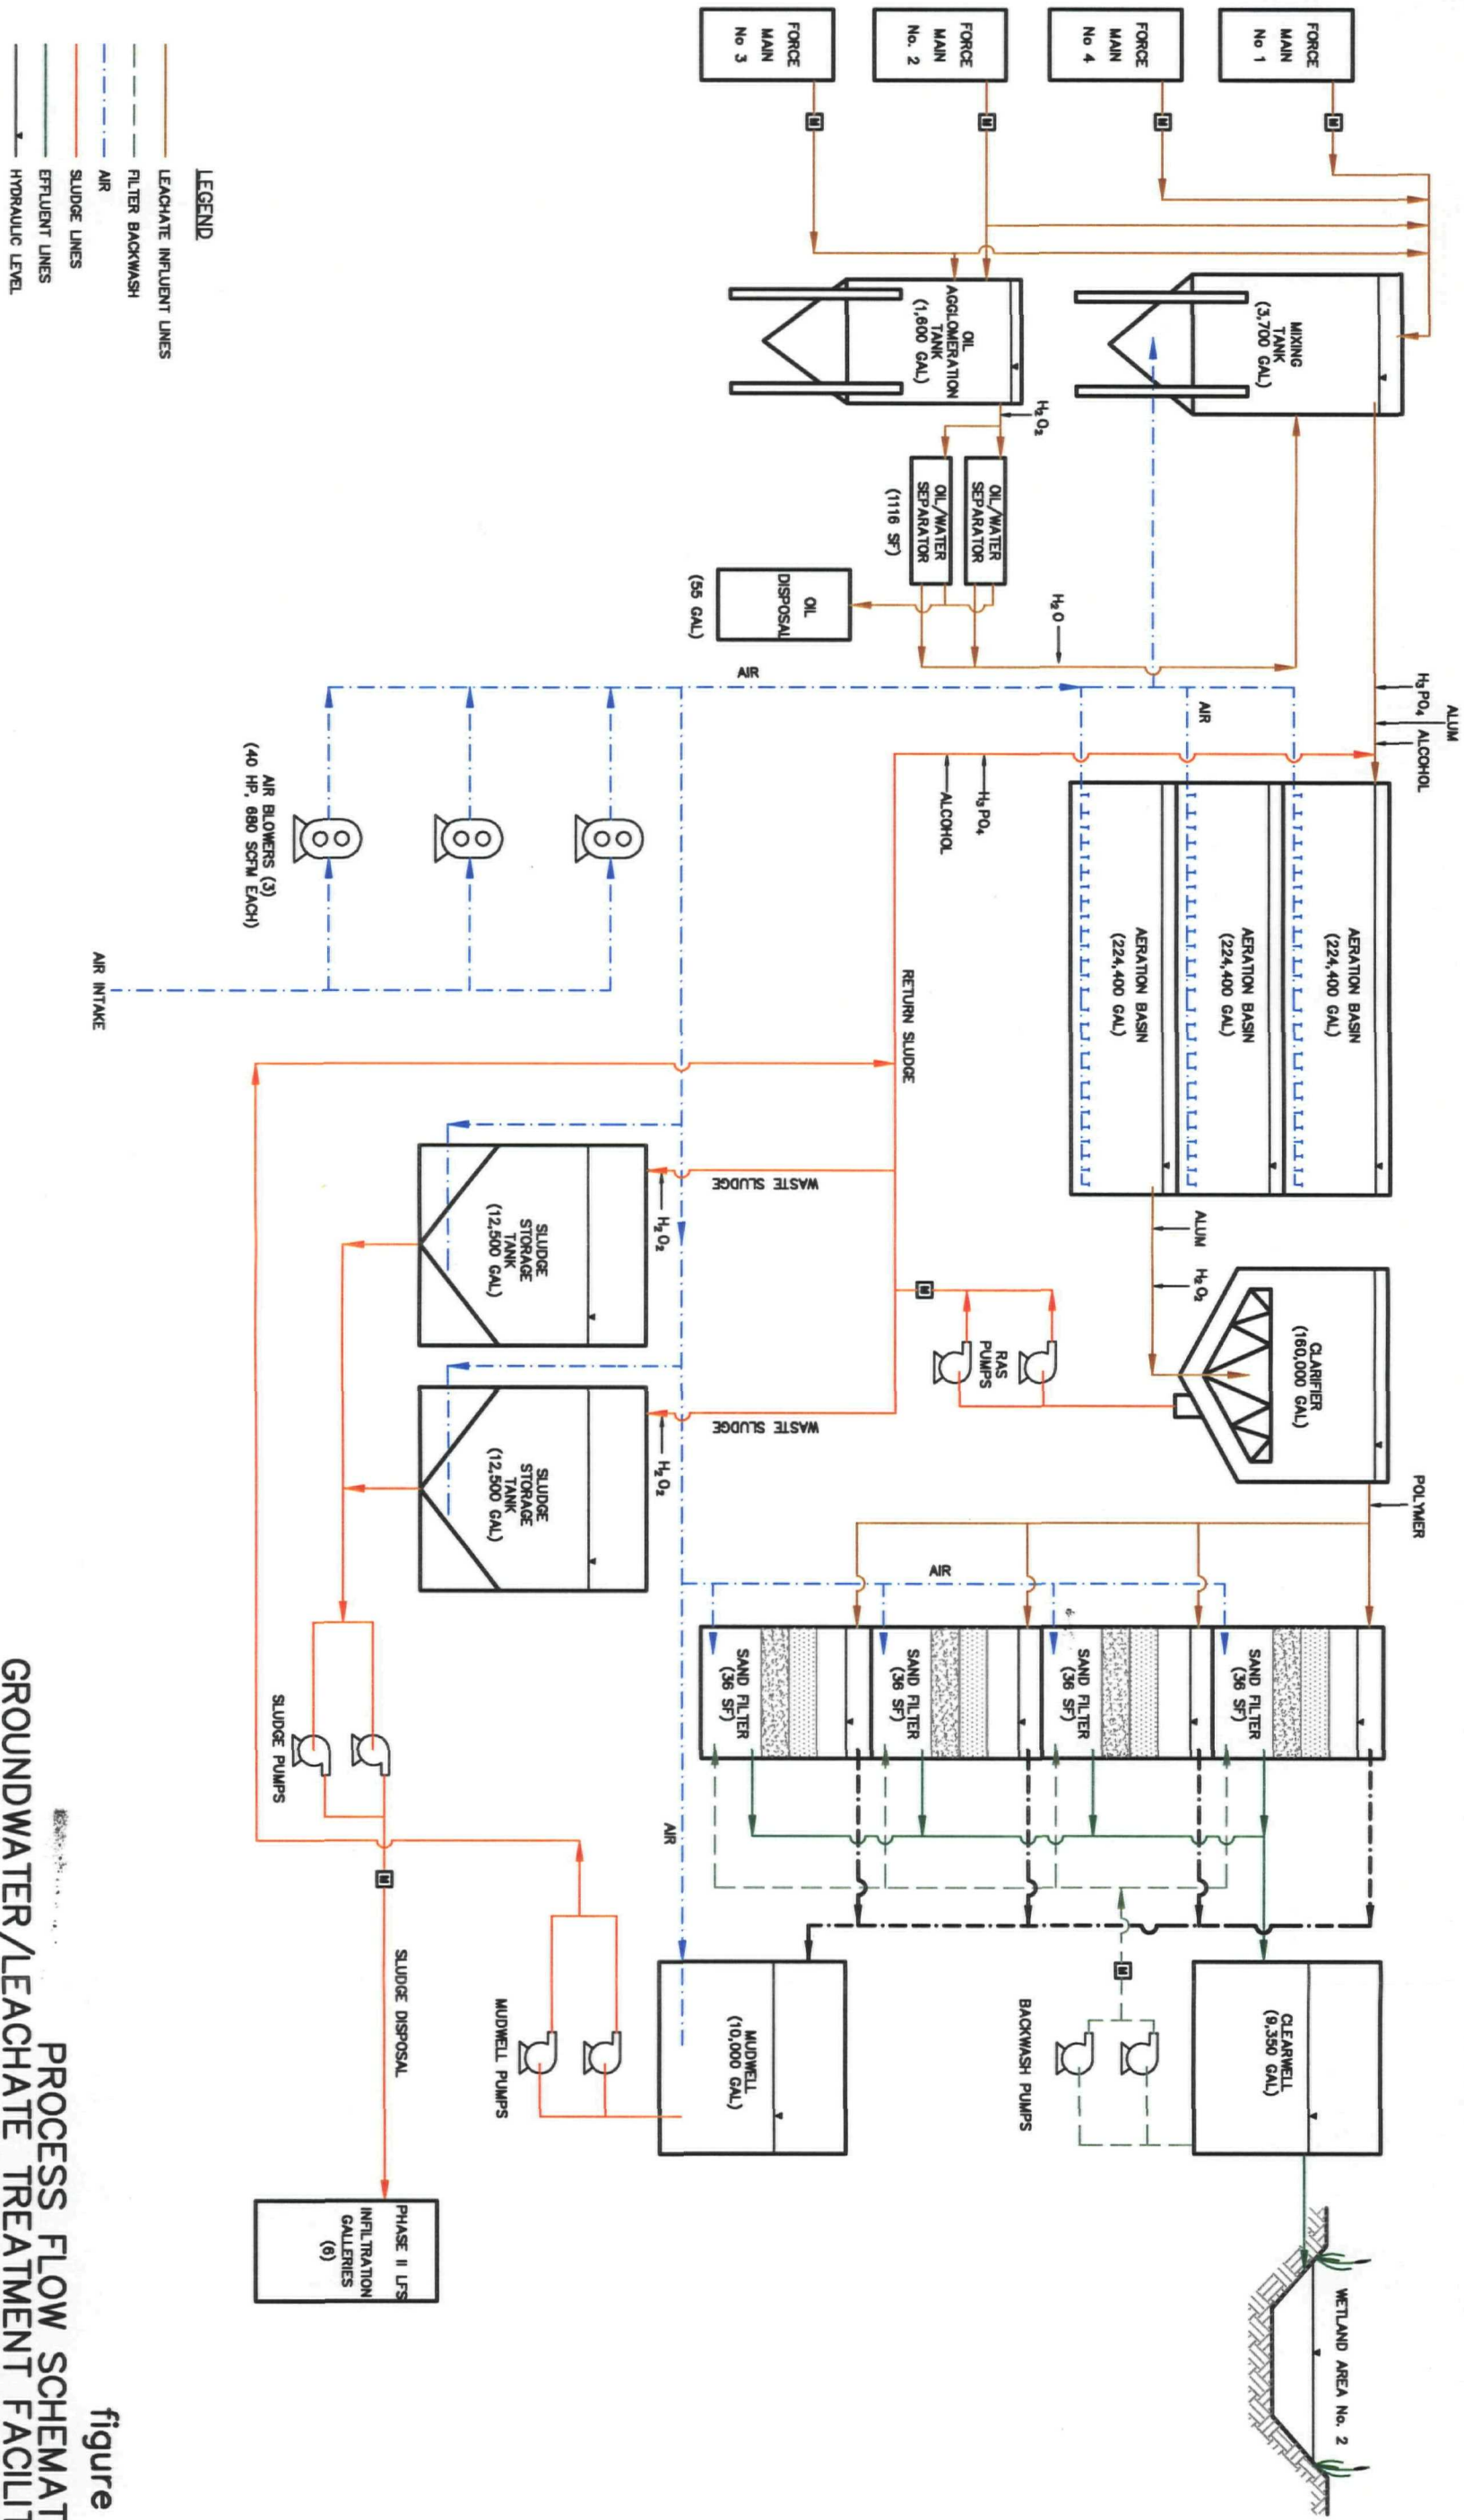 FORCE
MAIN
No 1
FORCE
MAIN
No 4
FORCE
MAIN
No. 2
FORCE
MAIN
No 3
M
M
M
M
MIXING
TANK
(3,700 GAL)
OIL
AGGLOMERATION
TANK
(1,600 GAL)
H₂O₂
OIL/WATER
SEPARATOR
OIL/WATER
SEPARATOR
(1116 SF)
OIL
DISPOSAL
(55 GAL)
H₂O
ALUM
H₃PO₄
ALCOHOL
AIR
AIR
H₃PO₄
ALCOHOL
AERATION BASIN
(224,400 GAL)
AERATION BASIN
(224,400 GAL)
AERATION BASIN
(224,400 GAL)
AIR BLOWERS (3)
(40 HP, 680 SCFM EACH)
AIR INTAKE
RETURN SLUDGE
ALUM
H₂O₂
CLARIFIER
(160,000 GAL)
POLYMER
RAS
PUMPS
M
WASTE SLUDGE
H₂O₂
WASTE SLUDGE
H₂O₂
SLUDGE
STORAGE
TANK
(12,500 GAL)
SLUDGE
STORAGE
TANK
(12,500 GAL)
AIR
SAND FILTER
(36 SF)
SAND FILTER
(36 SF)
SAND FILTER
(36 SF)
SAND FILTER
(36 SF)
SLUDGE PUMPS
AIR
M
M
SLUDGE DISPOSAL
CLEARWELL
(9,350 GAL)
BACKWASH PUMPS
MUDWELL
(10,000 GAL)
MUDWELL PUMPS
PHASE II LFS
INFILTRATION
GALLERIES
(6)
WETLAND AREA No. 2
LEGEND
LEACHATE INFLUENT LINES
FILTER BACKWASH
AIR
SLUDGE LINES
EFFLUENT LINES
HYDRAULIC LEVEL
figure
PROCESS FLOW SCHEMAT
GROUNDWATER/LEACHATE TREATMENT FACILIT